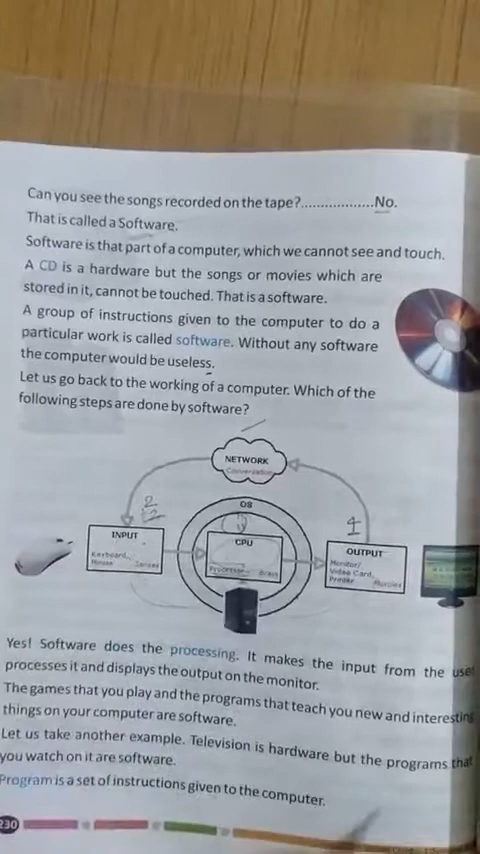 Can you see the songs recorded on the tape?..................No.
That is called a Software.
Software is that part of a computer, which we cannot see and touch.
A CD is a hardware but the songs or movies which are
stored in it, cannot be touched. That is a software.
A group of instructions given to the computer to do a
particular work is called software. Without any software
the computer would be useless.
Let us go back to the working of a computer. Which of the
following steps are done by software?
NETWORK
Conversation
OS
INPUT
Keyboard,
Mouse Senses
CPU
Processor Brain
OUTPUT
Monitor/
Video Card,
Printer Muscles
Yes! Software does the processing. It makes the input from the user
processes it and displays the output on the monitor.
The games that you play and the programs that teach you new and interesting
things on your computer are software.
Let us take another example. Television is hardware but the programs that
you watch on it are software.
Program is a set of instructions given to the computer.
230